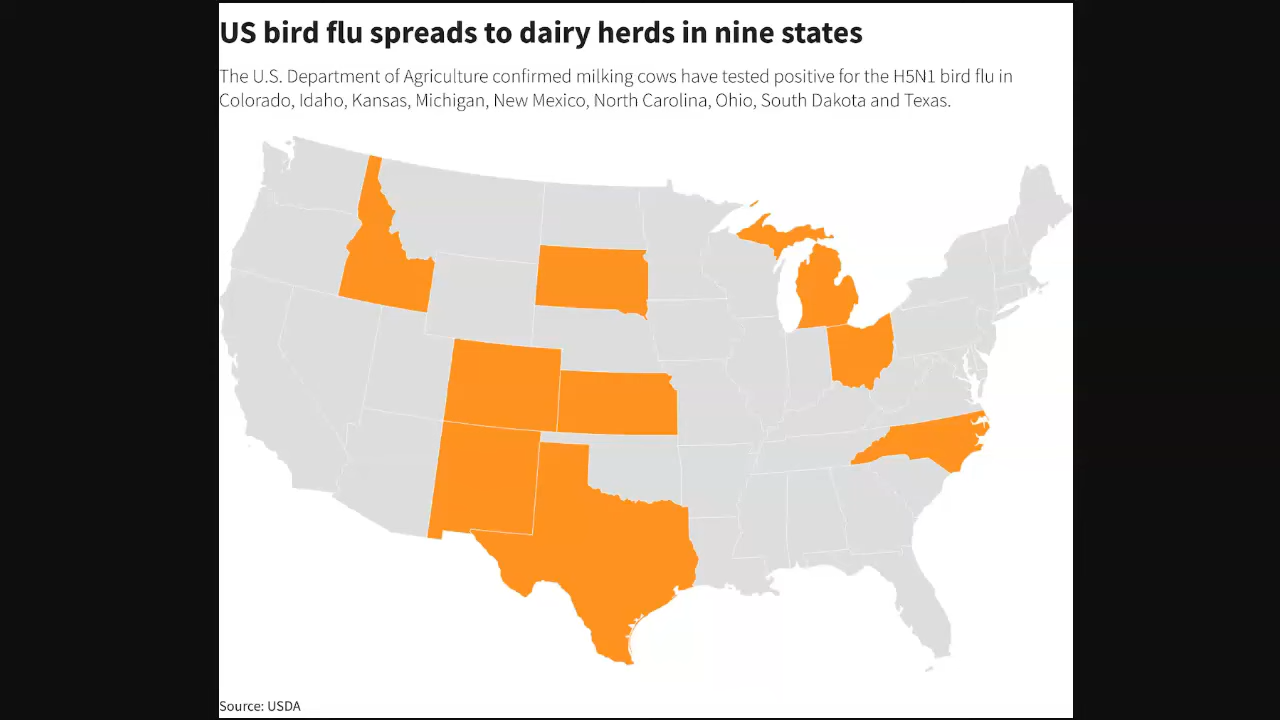 US bird flu spreads to dairy herds in nine states
The U.S. Department of Agriculture confirmed milking cows have tested positive for the H5N1 bird flu in
Colorado, Idaho, Kansas, Michigan, New Mexico, North Carolina, Ohio, South Dakota and Texas.
Source: USDA